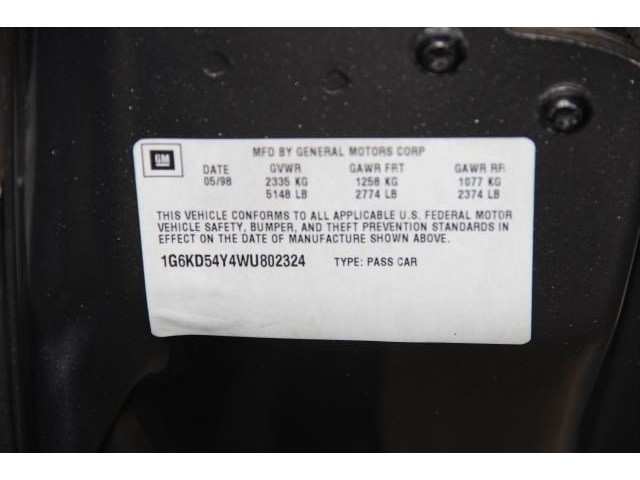 GM
MFD BY GENERAL MOTORS CORP
DATE GVWR GAWR FRT GAWR RR
05/98 2335 KG 1258 KG 1077 KG
5148 LB 2774 LB 2374 LB
THIS VEHICLE CONFORMS TO ALL APPLICABLE U.S. FEDERAL MOTOR
VEHICLE SAFETY, BUMPER, AND THEFT PREVENTION STANDARDS IN
EFFECT ON THE DATE OF MANUFACTURE SHOWN ABOVE.
1G6KD54Y4WU802324 TYPE: PASS CAR